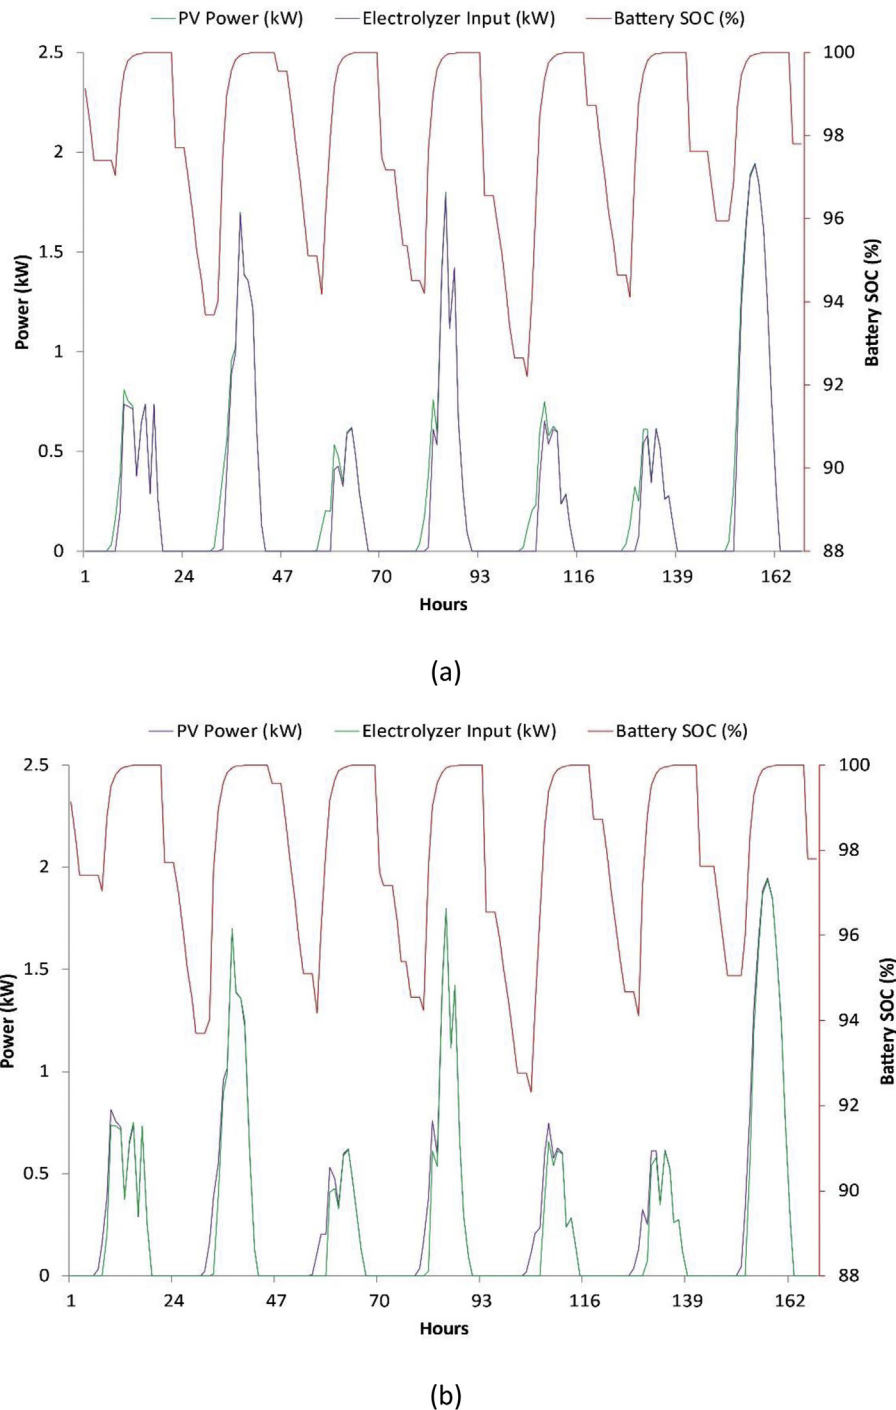 PV Power (kW) Electrolyzer Input (kW) Battery SOC (%)
2.5 100
98
2
96
1.5
Power (kW) Battery SOC (%)
94
1
92
0.5 90
0 88
1 24 47 70 93 116 139 162
Hours
(a)
PV Power (kW) Electrolyzer Input (kW) Battery SOC (%)
2.5 100
98
2
96
1.5
Power (kW) Battery SOC (%)
94
1
92
0.5 90
0 88
1 24 47 70 93 116 139 162
Hours
(b)